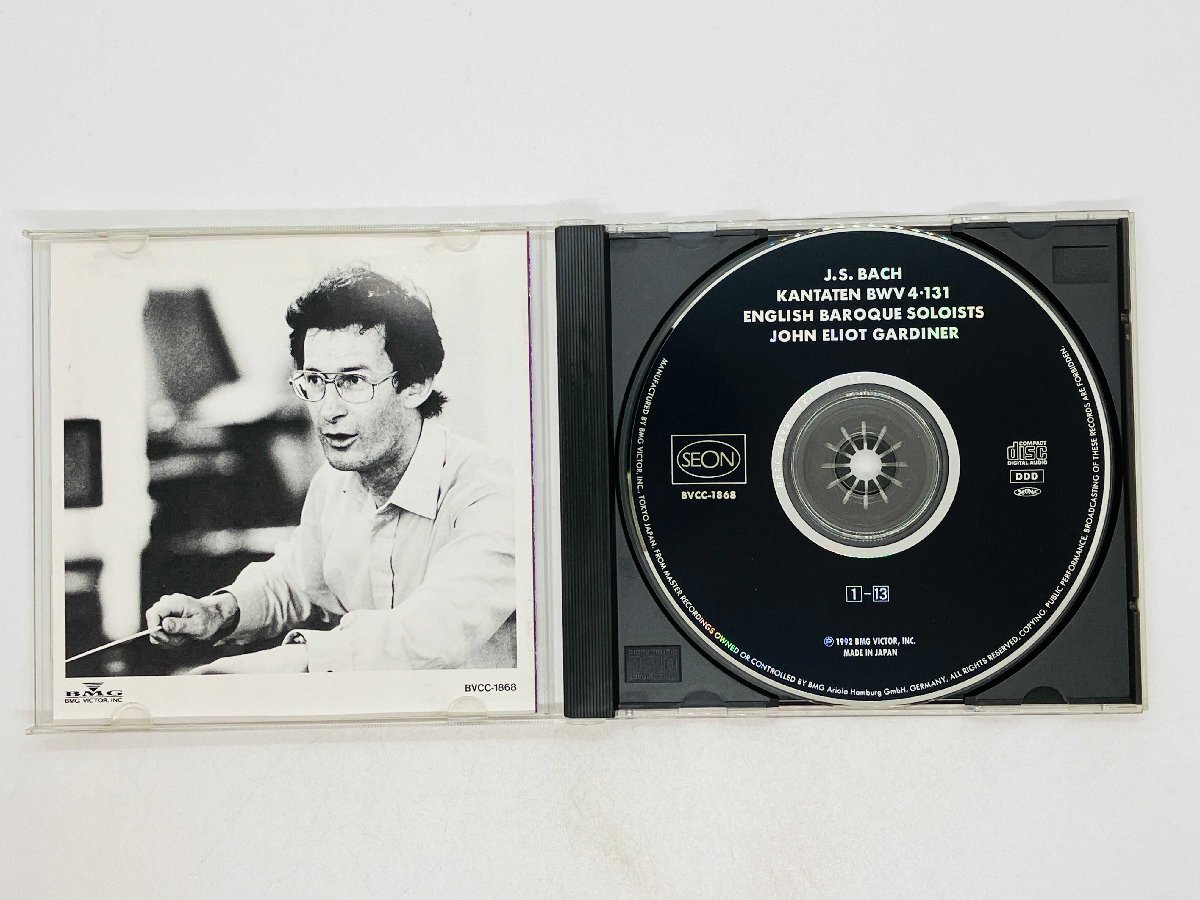 BMG
BMG VICTOR, INC.
BVCC-1868
J.S. BACH
KANTATEN BWV 4·131
ENGLISH BAROQUE SOLOISTS
JOHN ELIOT GARDINER
SEON
BVCC-1868
COMPACT
disc
DIGITAL AUDIO
DDD
1-13
℗ 1992 BMG VICTOR, INC.
MADE IN JAPAN
MANUFACTURED BY BMG VICTOR, INC., TOKYO JAPAN. FROM MASTER RECORDINGS OWNED OR CONTROLLED BY BMG Ariola Hamburg GmbH, GERMANY, ALL RIGHTS RESERVED. COPYING, PUBLIC PERFORMANCE, BROADCASTING OF THESE RECORDS ARE FORBIDDEN.